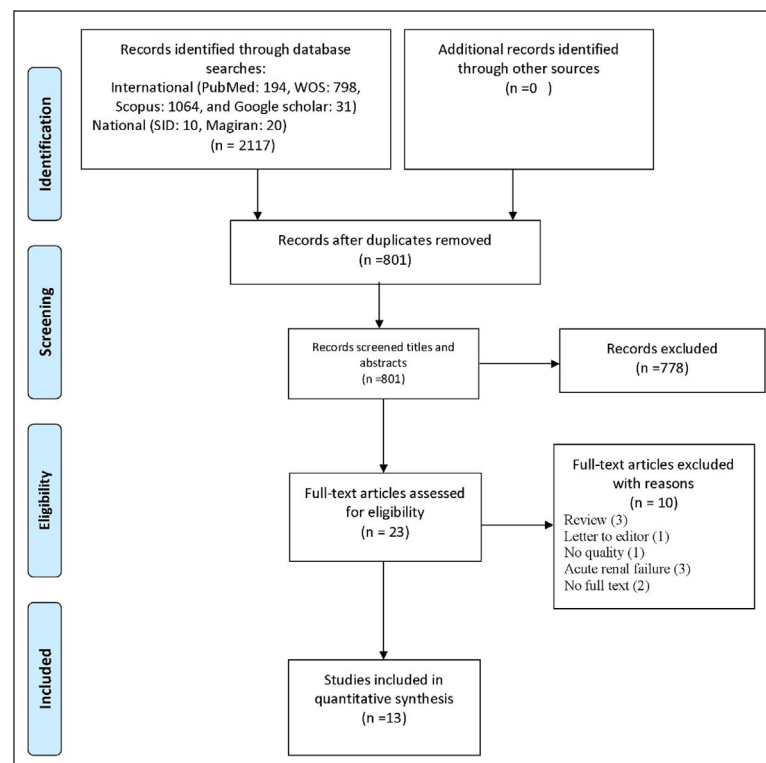 Identification
Records identified through database
searches:
International (PubMed: 194, WOS: 798,
Scopus: 1064, and Google scholar: 31)
National (SID: 10, Magiran: 20)
(n = 2117)
Additional records identified
through other sources
(n =0 )
Records after duplicates removed
(n =801)
Screening
Records screened titles and
abstracts
(n =801)
Records excluded
(n =778)
Eligibility
Full-text articles assessed
for eligibility
(n = 23)
Full-text articles excluded
with reasons
(n = 10)
Review (3)
Letter to editor (1)
No quality (1)
Acute renal failure (3)
No full text (2)
Included
Studies included in
quantitative synthesis
(n =13)